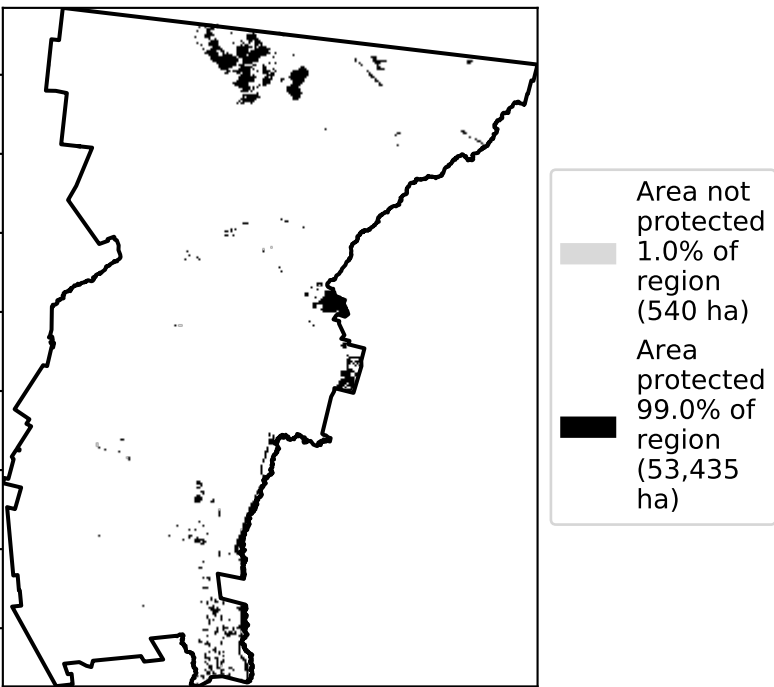 Area not
protected
1.0% of
region
(540 ha)
Area
protected
99.0% of
region
(53,435
ha)